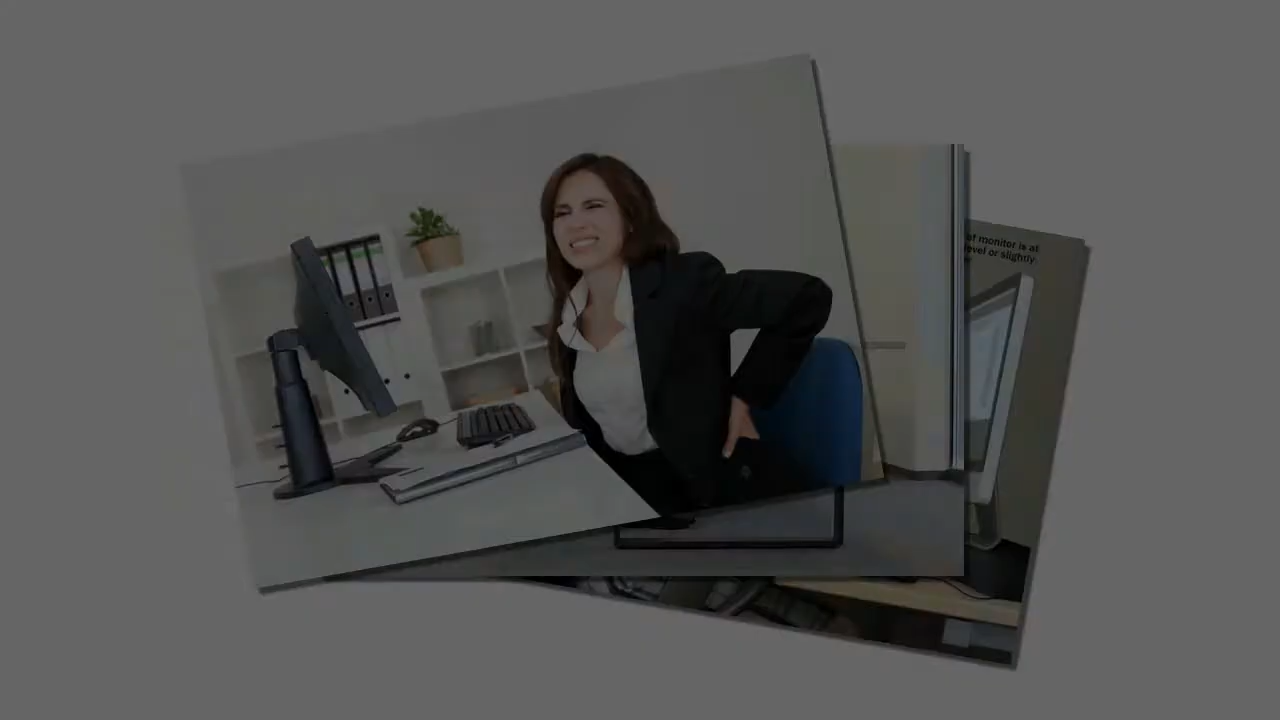 of monitor is at
level or slightly